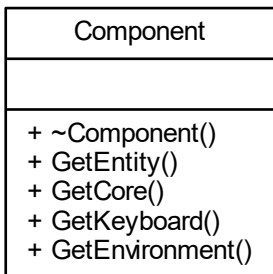 Component
+ ~Component()
+ GetEntity()
+ GetCore()
+ GetKeyboard()
+ GetEnvironment()